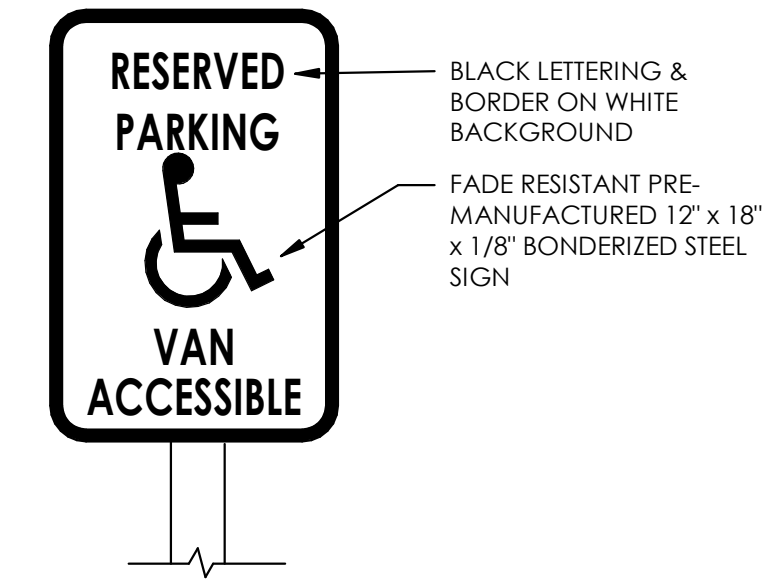 RESERVED
PARKING
VAN
ACCESSIBLE
BLACK LETTERING &
BORDER ON WHITE
BACKGROUND
FADE RESISTANT PRE-
MANUFACTURED 12" x 18"
x 1/8" BONDERIZED STEEL
SIGN